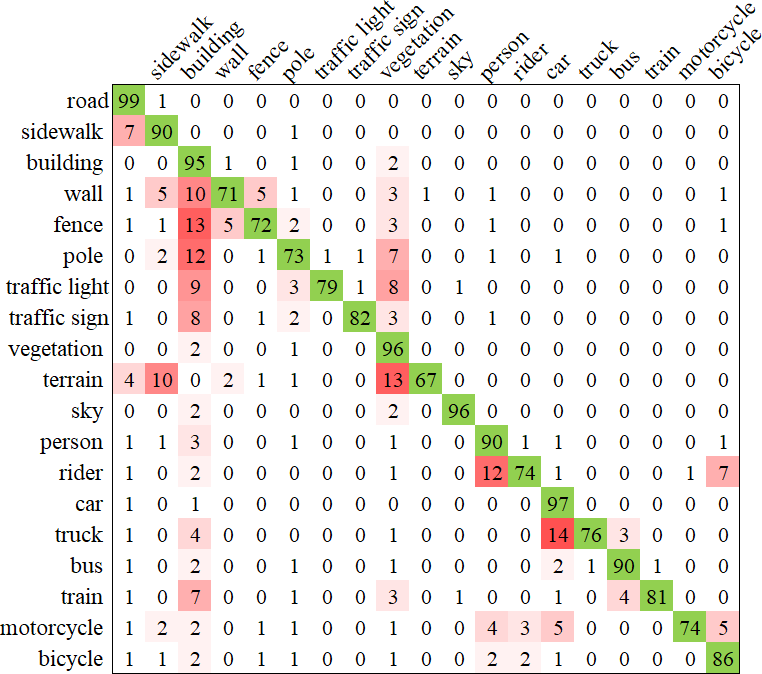 sidewalk building wall fence pole traffic light traffic sign vegetation terrain sky person rider car truck bus train motorcycle bicycle
road 99 1 0 0 0 0 0 0 0 0 0 0 0 0 0 0 0 0 0
sidewalk 7 90 0 0 0 1 0 0 0 0 0 0 0 0 0 0 0 0 0
building 0 0 95 1 0 1 0 0 2 0 0 0 0 0 0 0 0 0 0
wall 1 5 10 71 5 1 0 0 3 1 0 1 0 0 0 0 0 0 1
fence 1 1 13 5 72 2 0 0 3 0 0 1 0 0 0 0 0 0 1
pole 0 2 12 0 1 73 1 1 7 0 0 1 0 1 0 0 0 0 0
traffic light 0 0 9 0 0 3 79 1 8 0 1 0 0 0 0 0 0 0 0
traffic sign 1 0 8 0 1 2 0 82 3 0 0 1 0 0 0 0 0 0 0
vegetation 0 0 2 0 0 1 0 0 96 0 0 0 0 0 0 0 0 0 0
terrain 4 10 0 2 1 1 0 0 13 67 0 0 0 0 0 0 0 0 0
sky 0 0 2 0 0 0 0 0 2 0 96 0 0 0 0 0 0 0 0
person 1 1 3 0 0 1 0 0 1 0 0 90 1 1 0 0 0 0 1
rider 1 0 2 0 0 0 0 0 1 0 0 12 74 1 0 0 0 1 7
car 1 0 1 0 0 0 0 0 0 0 0 0 0 97 0 0 0 0 0
truck 1 0 4 0 0 0 0 0 1 0 0 0 0 14 76 3 0 0 0
bus 1 0 2 0 0 1 0 0 1 0 0 0 0 2 1 90 1 0 0
train 1 0 7 0 0 1 0 0 3 0 1 0 0 1 0 4 81 0 0
motorcycle 1 2 2 0 1 1 0 0 1 0 0 4 3 5 0 0 0 74 5
bicycle 1 1 2 0 1 1 0 0 1 0 0 2 2 1 0 0 0 0 86